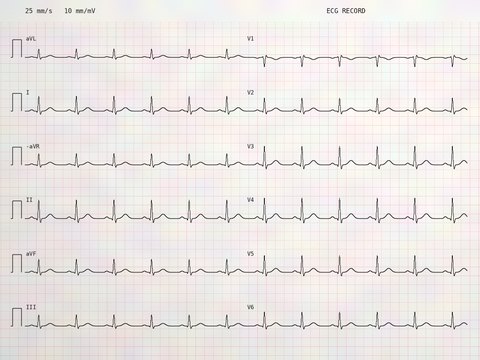 25 mm/s 10 mm/mV ECG RECORD
aVL V1
I V2
-aVR V3
II V4
aVF V5
III V6